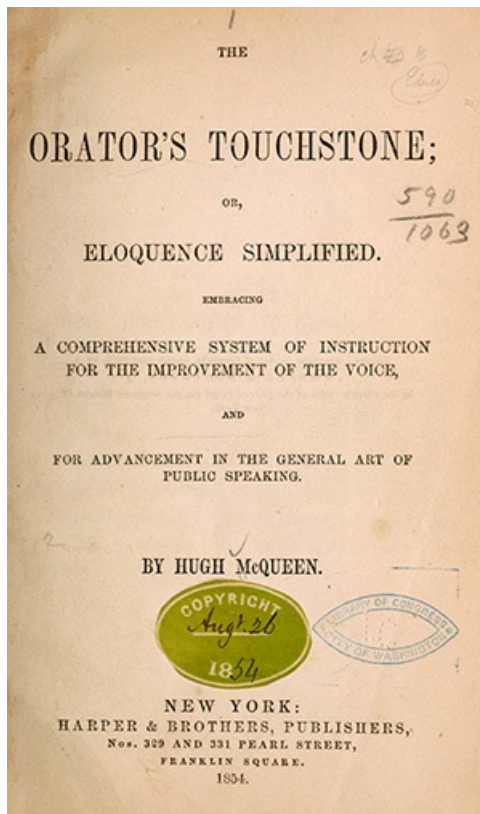 THE
ORATOR'S TOUCHSTONE;
OR,
ELOQUENCE SIMPLIFIED.
EMBRACING
A COMPREHENSIVE SYSTEM OF INSTRUCTION
FOR THE IMPROVEMENT OF THE VOICE,
AND
FOR ADVANCEMENT IN THE GENERAL ART OF
PUBLIC SPEAKING.
590
1063
BY HUGH McQUEEN.
COPYRIGHT
Augt. 26
1854
LIBRARY OF CONGRESS
CITY OF WASHINGTON
NEW YORK:
HARPER & BROTHERS, PUBLISHERS,
Nos. 329 AND 331 PEARL STREET,
FRANKLIN SQUARE.
1854.